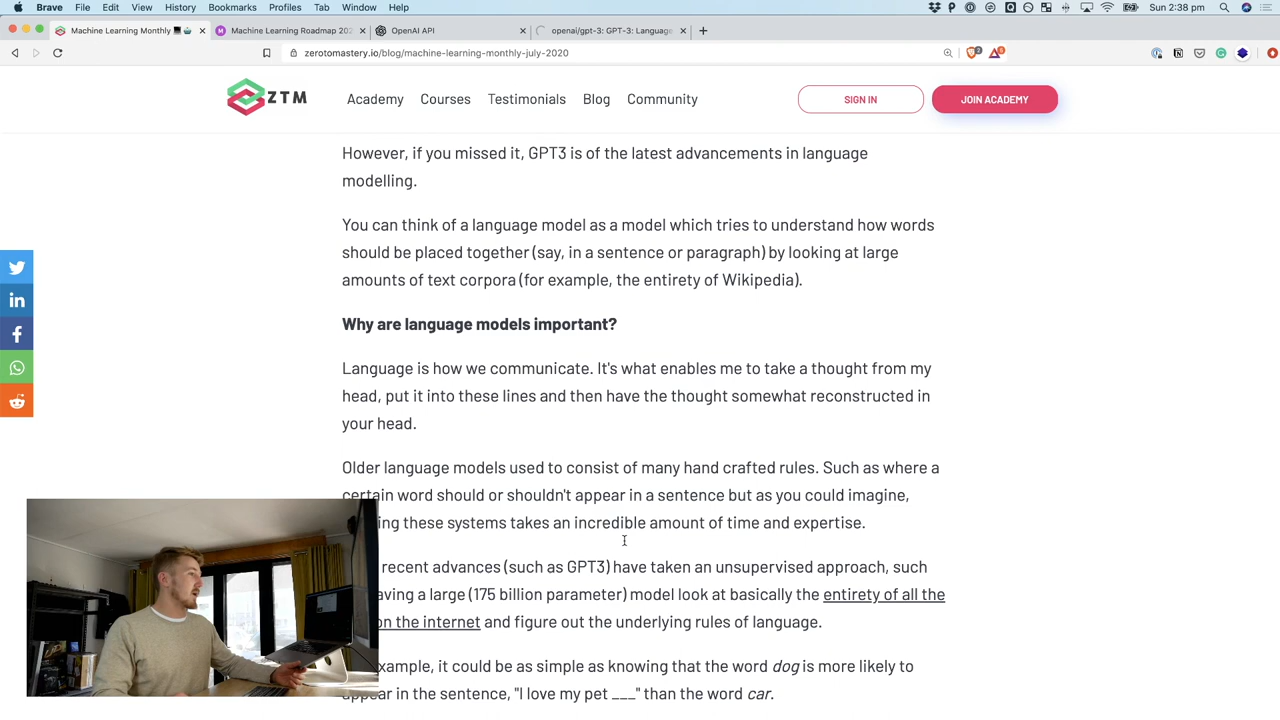 Brave File Edit View History Bookmarks Profiles Tab Window Help Sun 2:38 pm
Machine Learning Monthly Machine Learning Roadmap 202 OpenAI API openai/gpt-3: GPT-3: Language
zerotomastery.io/blog/machine-learning-monthly-july-2020
ZTM Academy Courses Testimonials Blog Community SIGN IN JOIN ACADEMY
However, if you missed it, GPT3 is of the latest advancements in language
modelling.
You can think of a language model as a model which tries to understand how words
should be placed together (say, in a sentence or paragraph) by looking at large
amounts of text corpora (for example, the entirety of Wikipedia).
Why are language models important?
Language is how we communicate. It's what enables me to take a thought from my
head, put it into these lines and then have the thought somewhat reconstructed in
your head.
Older language models used to consist of many hand crafted rules. Such as where a
certain word should or shouldn't appear in a sentence but as you could imagine,
these systems takes an incredible amount of time and expertise.
recent advances (such as GPT3) have taken an unsupervised approach, such
a large (175 billion parameter) model look at basically the entirety of all the
on the internet and figure out the underlying rules of language.
it could be as simple as knowing that the word dog is more likely to
appear in the sentence, "I love my pet ___" than the word car.